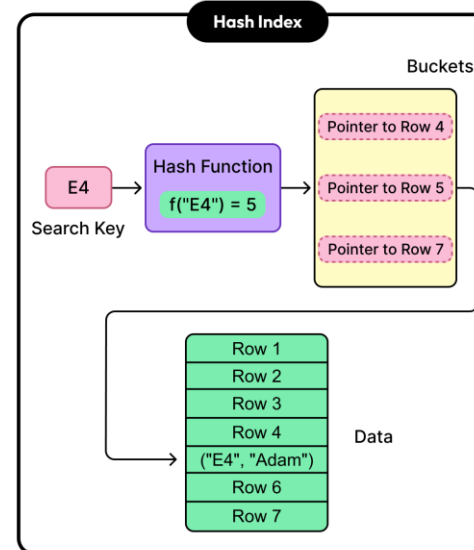 Hash Index
Buckets
Pointer to Row 4
Hash Function
E4
f("E4") = 5
Pointer to Row 5
Search Key
Pointer to Row 7
Row 1
Row 2
Row 3
Row 4
Data
("E4", "Adam")
Row 6
Row 7